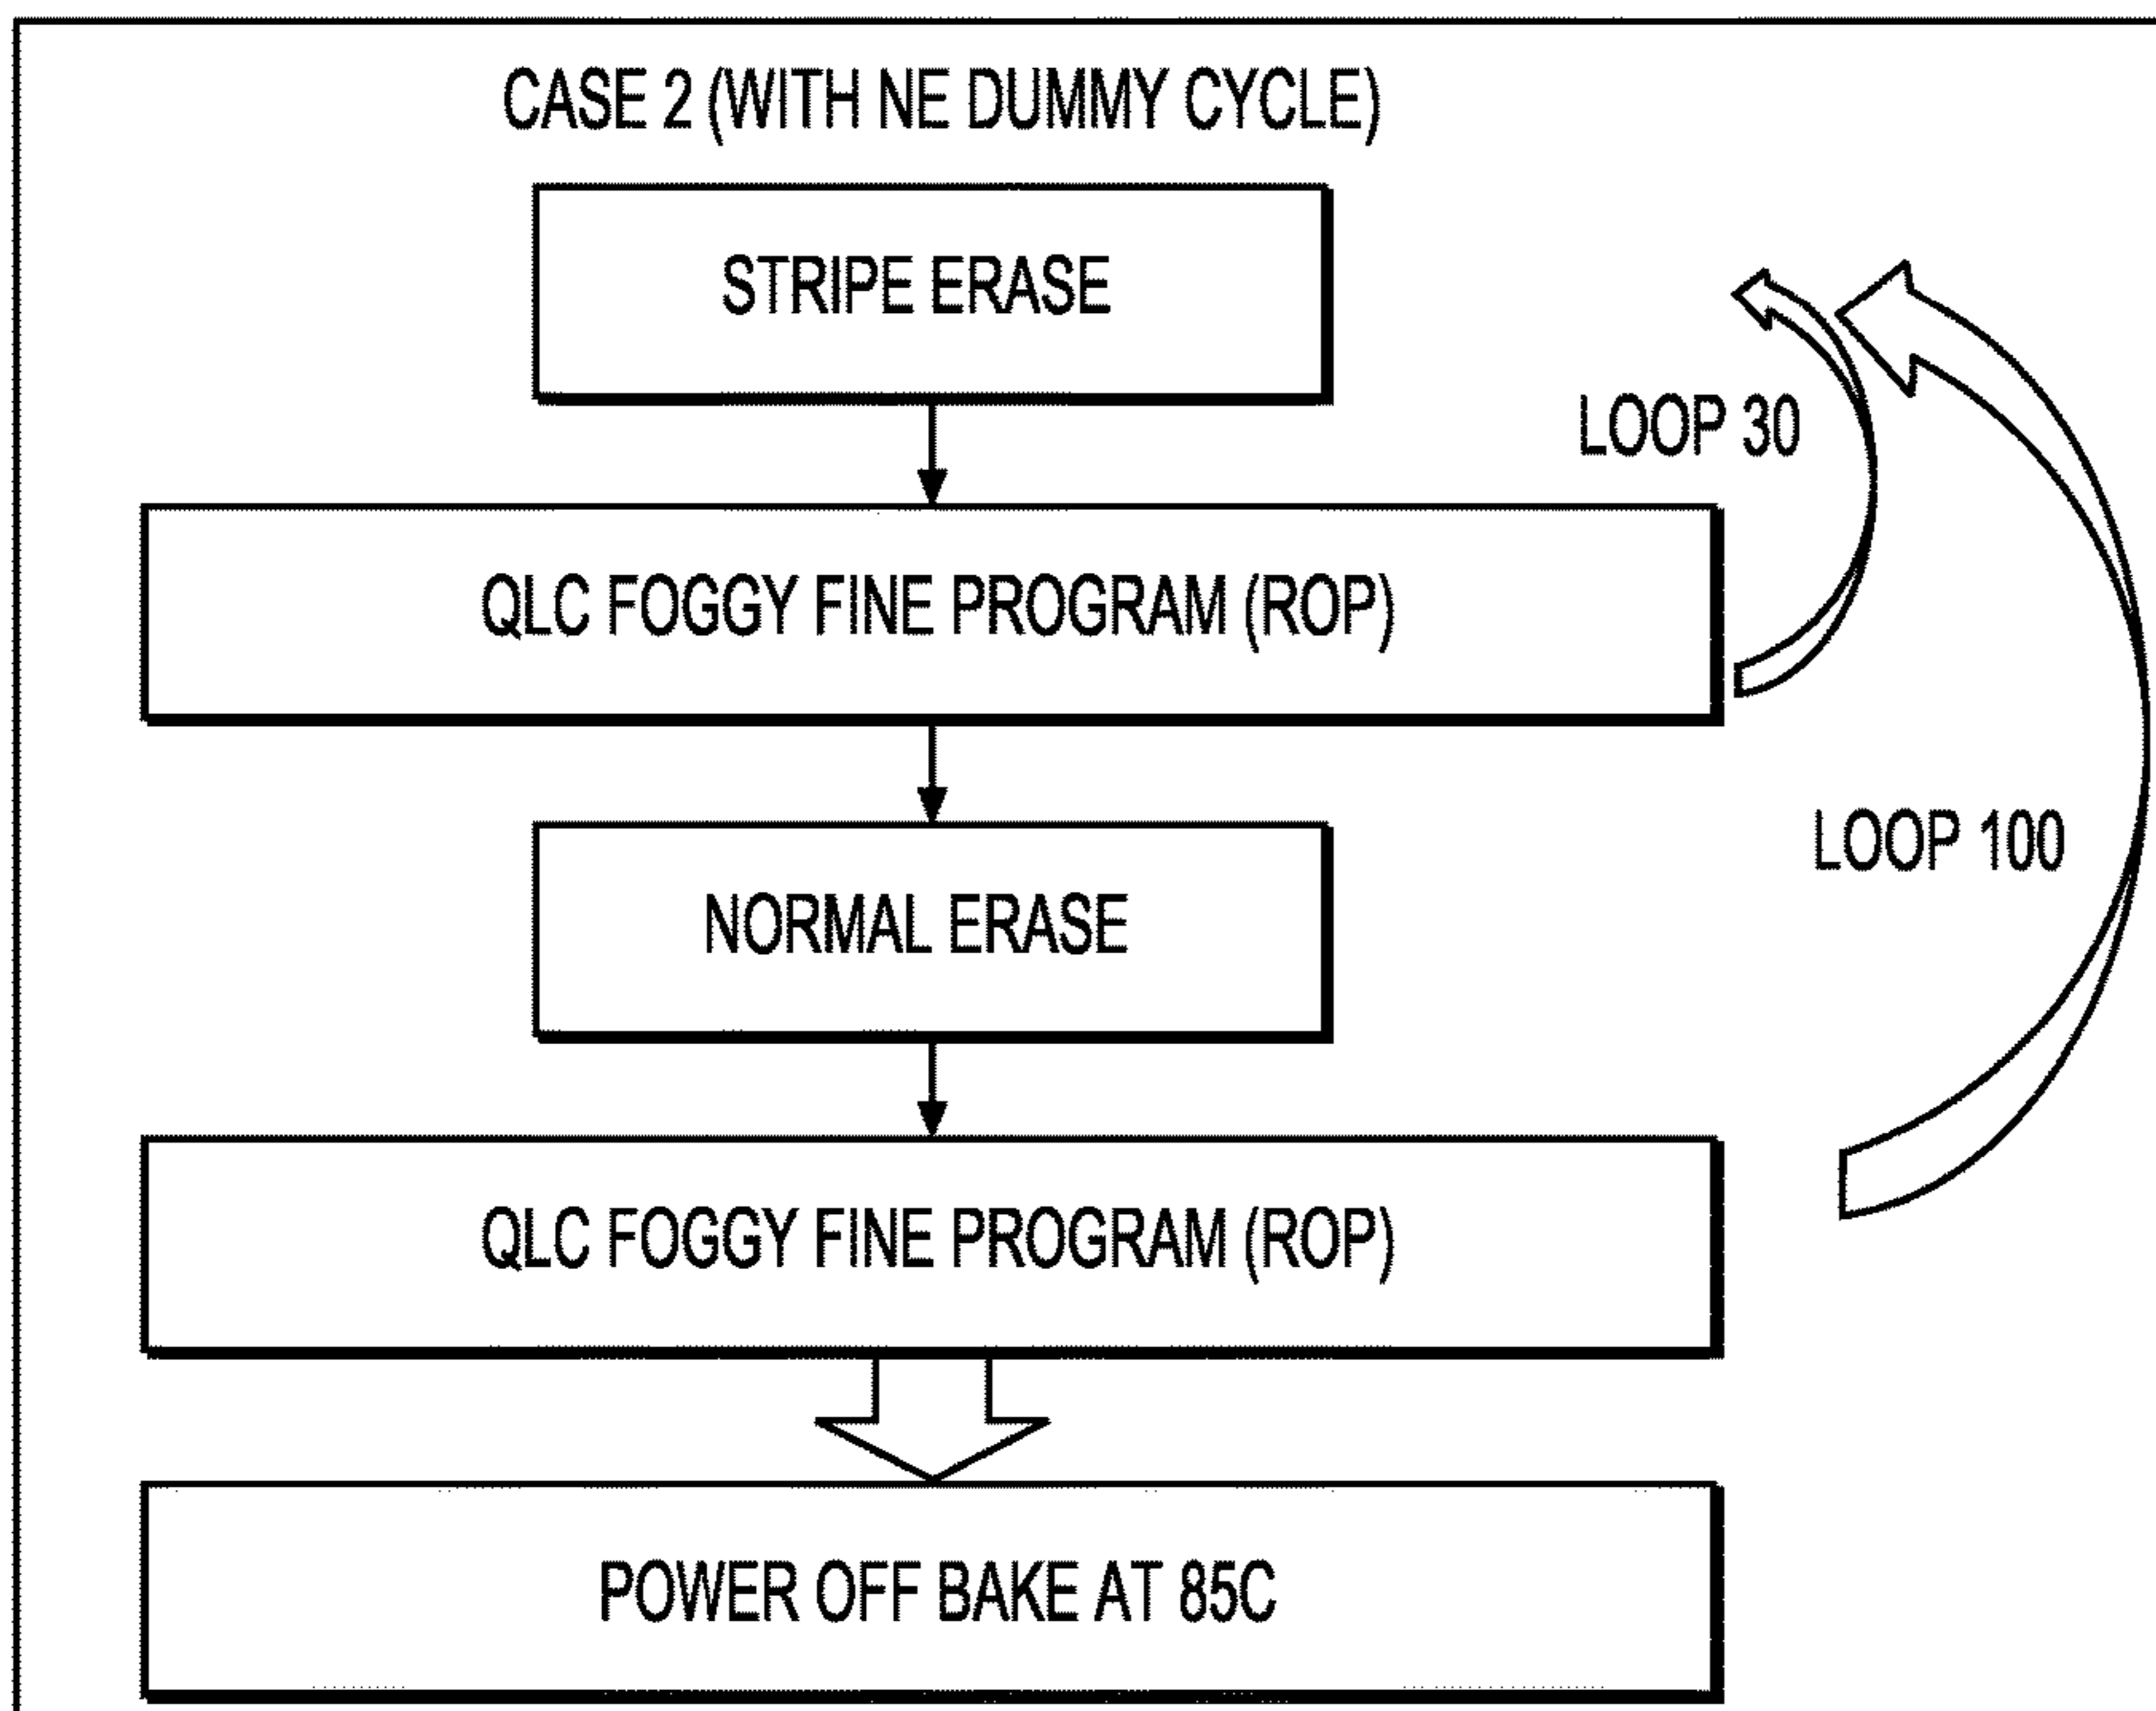 CASE 2 (WITH NE DUMMY CYCLE)
STRIPE ERASE
LOOP 30
QLC FOGGY FINE PROGRAM (ROP)
LOOP 100
NORMAL ERASE
QLC FOGGY FINE PROGRAM (ROP)
POWER OFF BAKE AT 85C